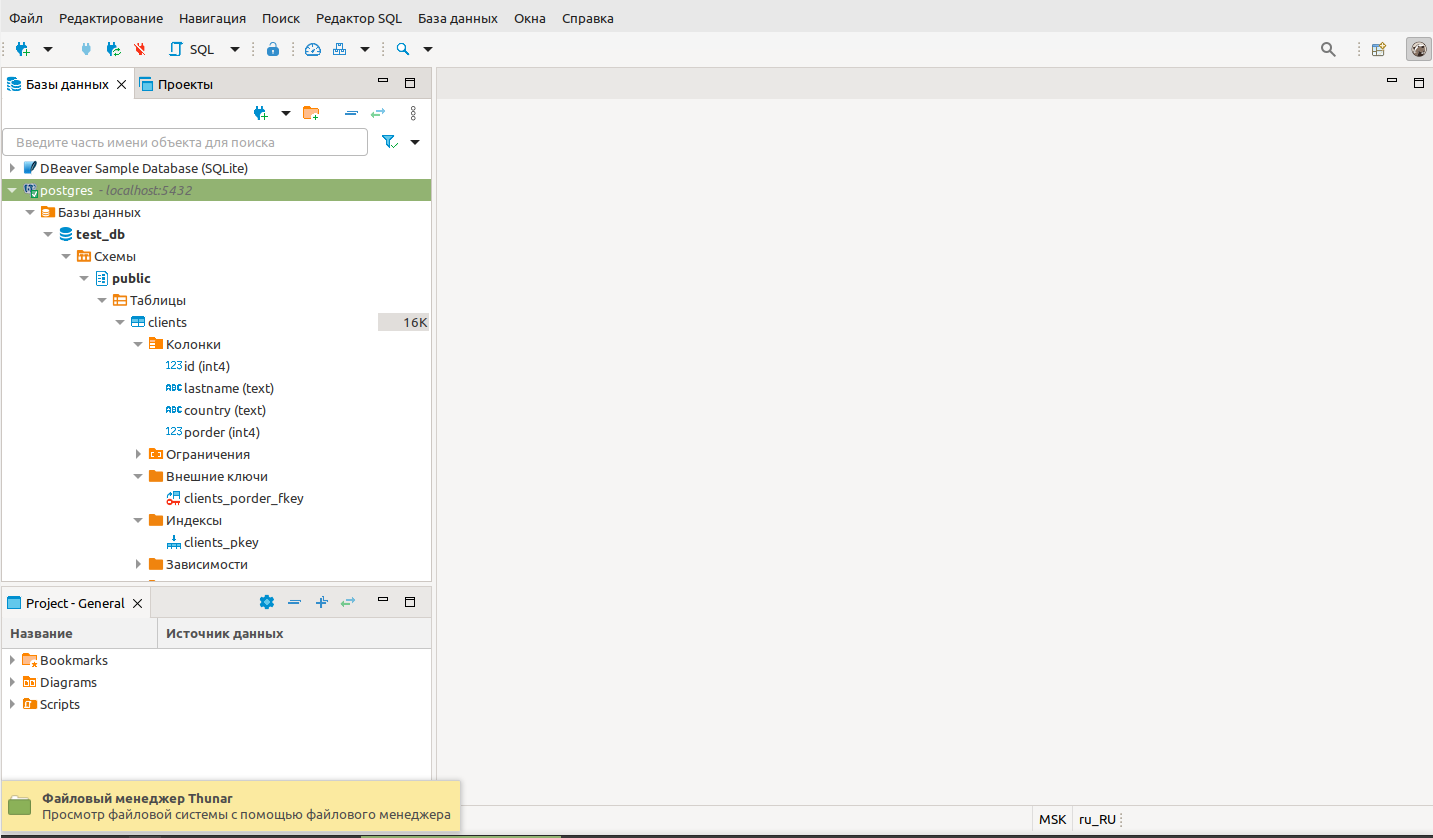 Файл Редактирование Навигация Поиск Редактор SQL База данных Окна Справка
SQL
Базы данных Проекты
Введите часть имени объекта для поиска
DBeaver Sample Database (SQLite)
postgres - localhost:5432
Базы данных
test_db
Схемы
public
Таблицы
clients 16K
Колонки
123 id (int4)
ABC lastname (text)
ABC country (text)
123 porder (int4)
Ограничения
Внешние ключи
clients_porder_fkey
Индексы
clients_pkey
Зависимости
Project - General
Название Источник данных
Bookmarks
Diagrams
Scripts
Файловый менеджер Thunar
Просмотр файловой системы с помощью файлового менеджера
MSK ru_RU